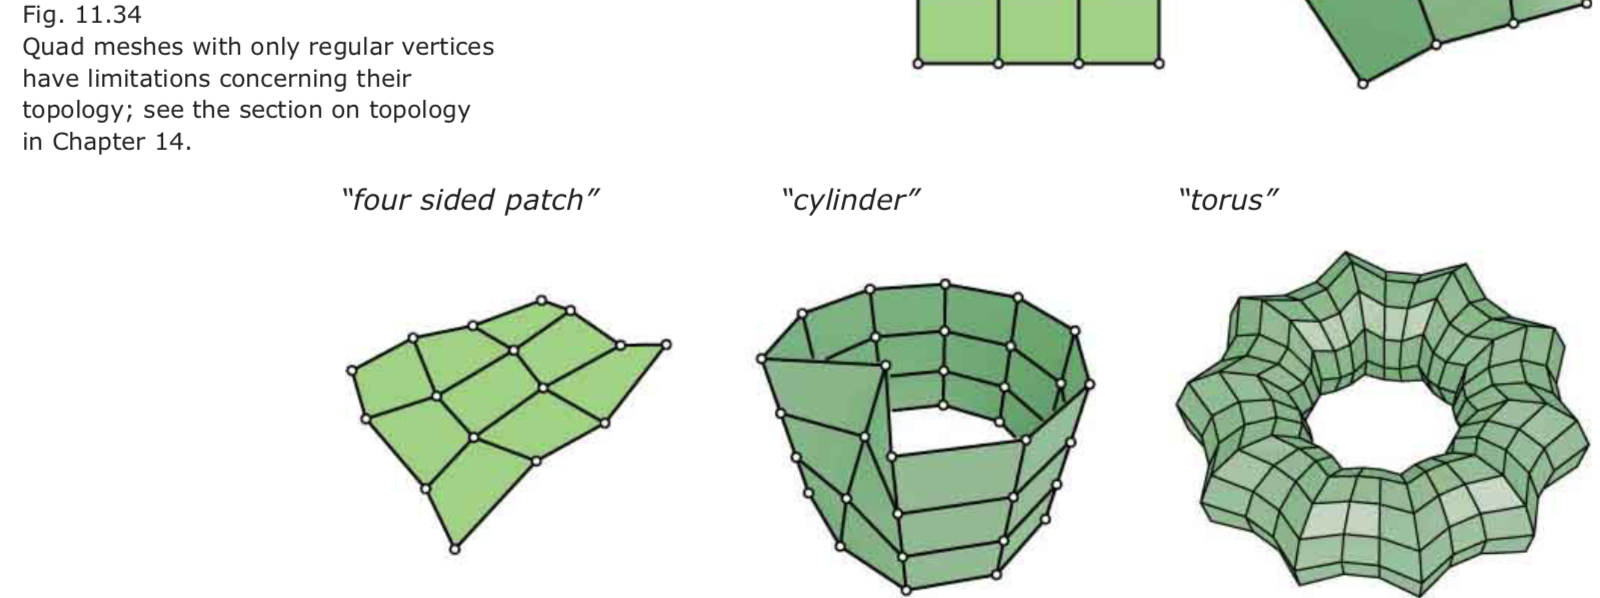 Fig. 11.34
Quad meshes with only regular vertices
have limitations concerning their
topology; see the section on topology
in Chapter 14.
“four sided patch” “cylinder” “torus”